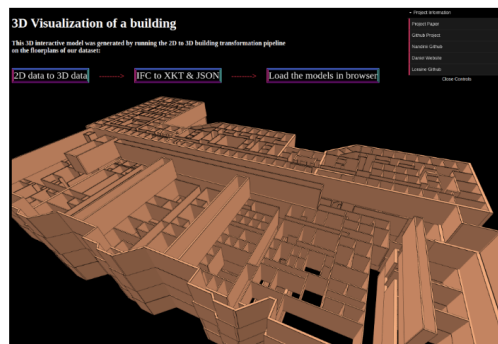 3D Visualization of a building
This 3D interactive model was generated by running the 2D to 3D building transformation pipeline
on the floorplans of our dataset:
2D data to 3D data
IFC to XKT & JSON
Load the models in browser
Project Information
Project Paper
Github Project
Github
Daniel Website
Github
Close Controls